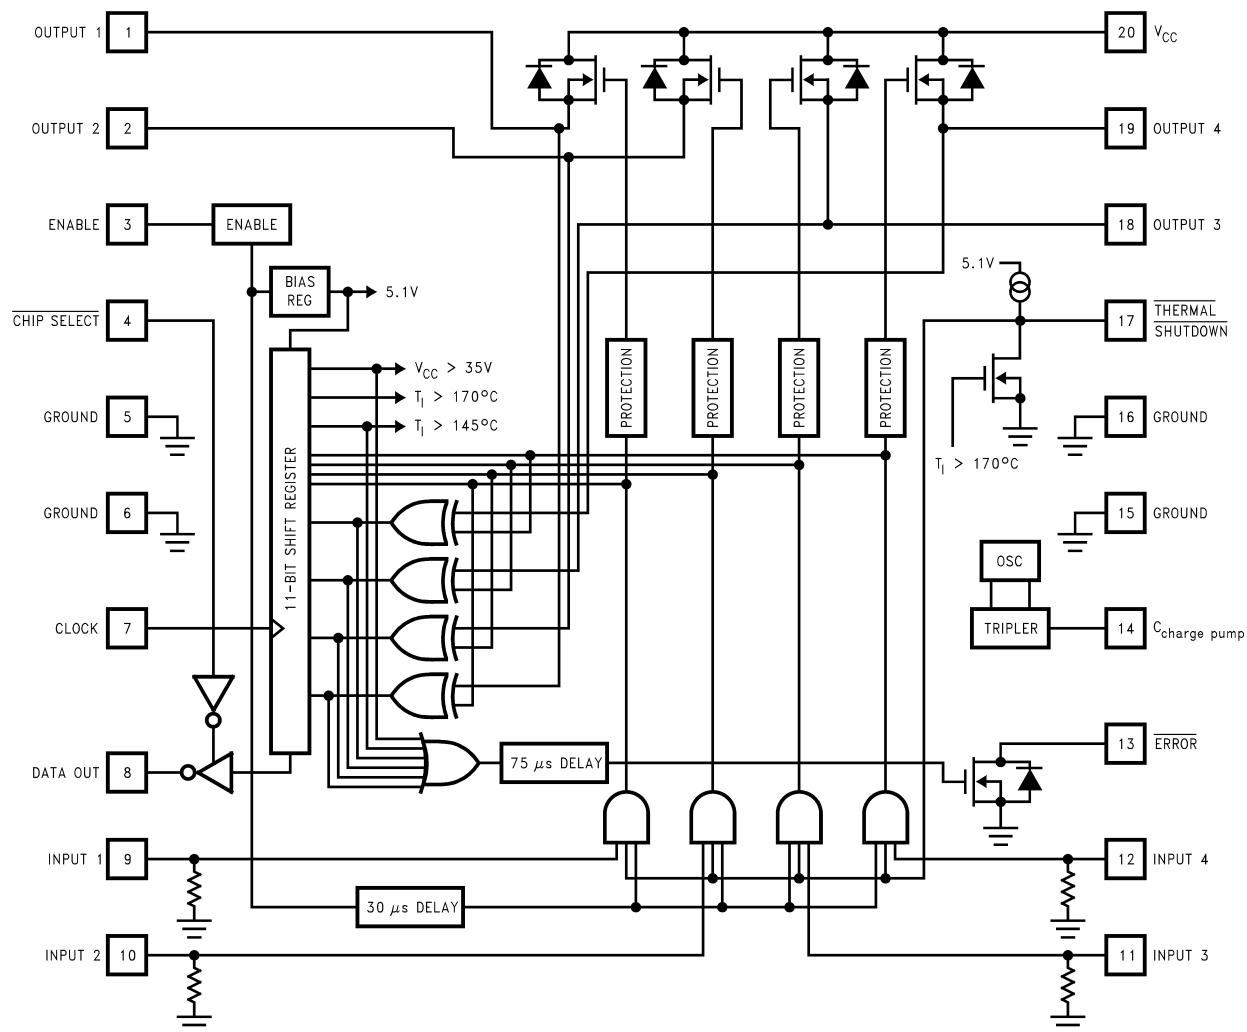 OUTPUT 1 1
20 VCC
OUTPUT 2 2
19 OUTPUT 4
ENABLE 3 ENABLE
18 OUTPUT 3
BIAS
REG
5.1V
5.1V
CHIP SELECT 4
17 THERMAL
SHUTDOWN
VCC > 35V
TI > 170°C
TI > 145°C
PROTECTION
PROTECTION
PROTECTION
PROTECTION
GROUND 5
16 GROUND
TI > 170°C
11-BIT SHIFT REGISTER
GROUND 6
15 GROUND
OSC
TRIPLER
CLOCK 7
14 Ccharge pump
13 ERROR
DATA OUT 8
75 μs DELAY
INPUT 1 9
12 INPUT 4
30 μs DELAY
INPUT 2 10
11 INPUT 3